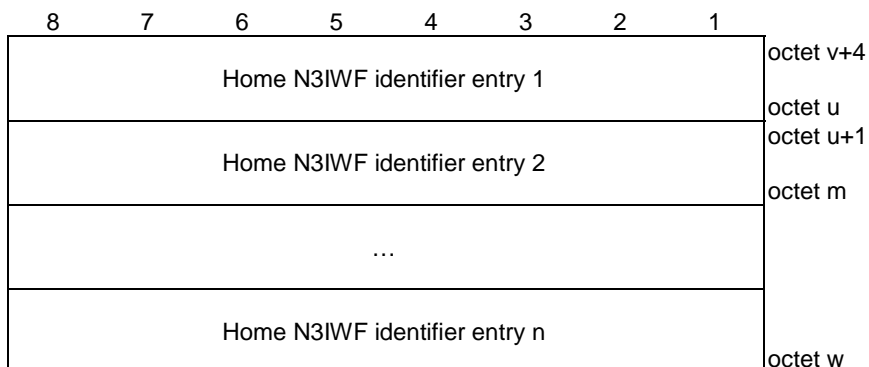 8 7 6 5 4 3 2 1
Home N3IWF identifier entry 1
octet v+4
octet u
Home N3IWF identifier entry 2
octet u+1
octet m
…
Home N3IWF identifier entry n
octet w